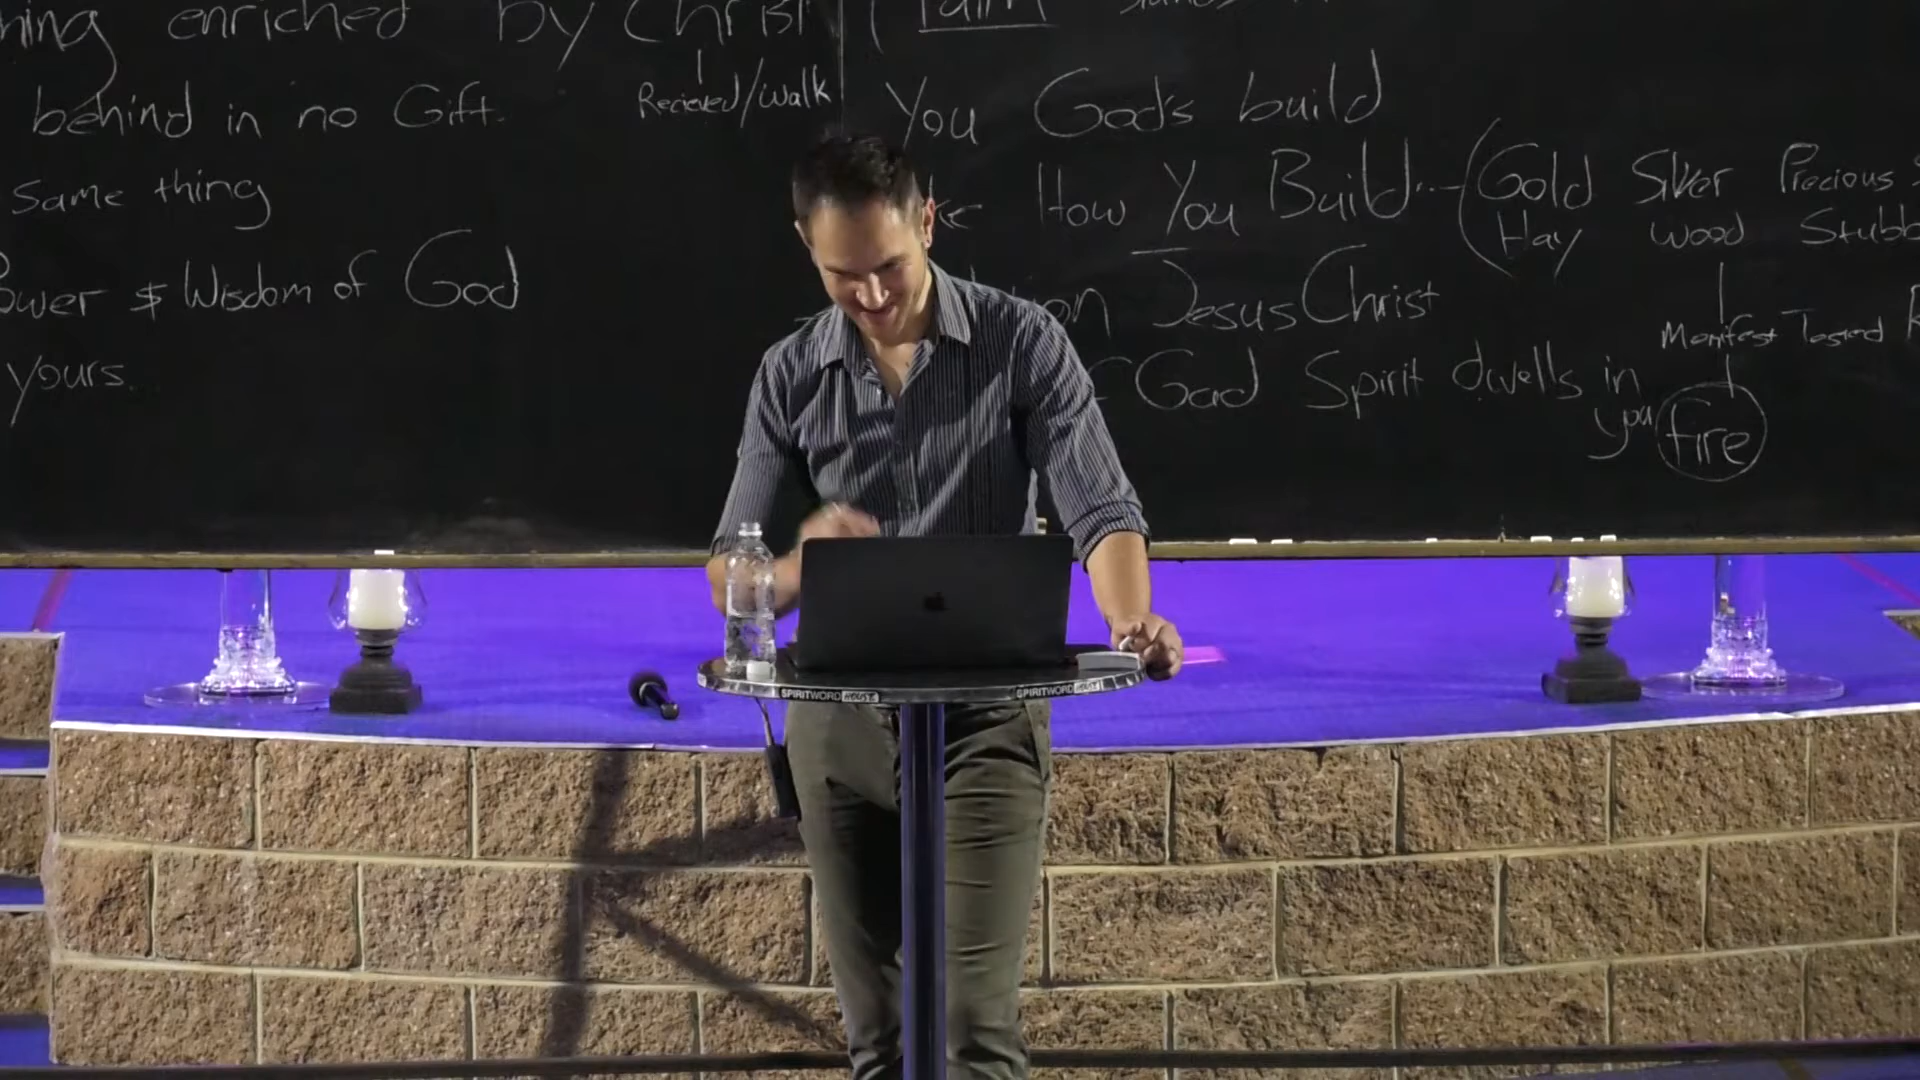 enriched by Christ
Recieved/walk
behind in no Gift.
Same thing
Power $ Wisdom of God
yours.
You God's build
How You Build (Gold Silver Precious
Hay wood
Jesus Christ
Manifest
God Spirit dwells in
you
fire
SPIRITWORD HOUSE
SPIRITWORD HOUSE